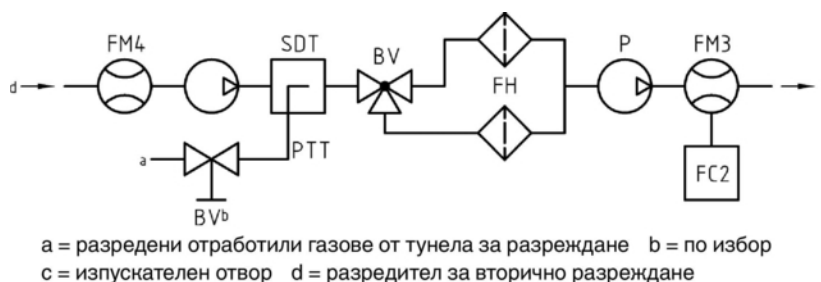 FM4 SDT BV P FM3
d FH
a PTT FC2
BVb
a = разредени отработили газове от тунела за разреждане b = по избор
c = изпускателен отвор d = разредител за вторично разреждане